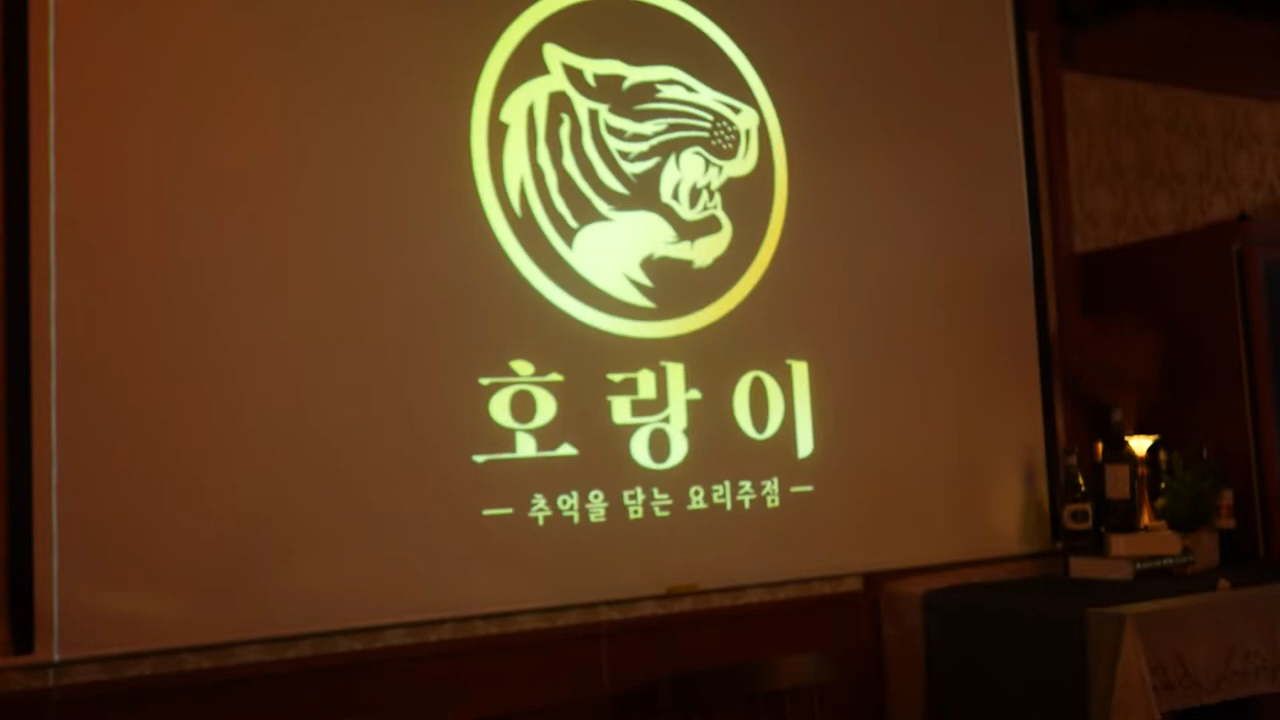 호랑이
— 추억을 담는 요리주점 —